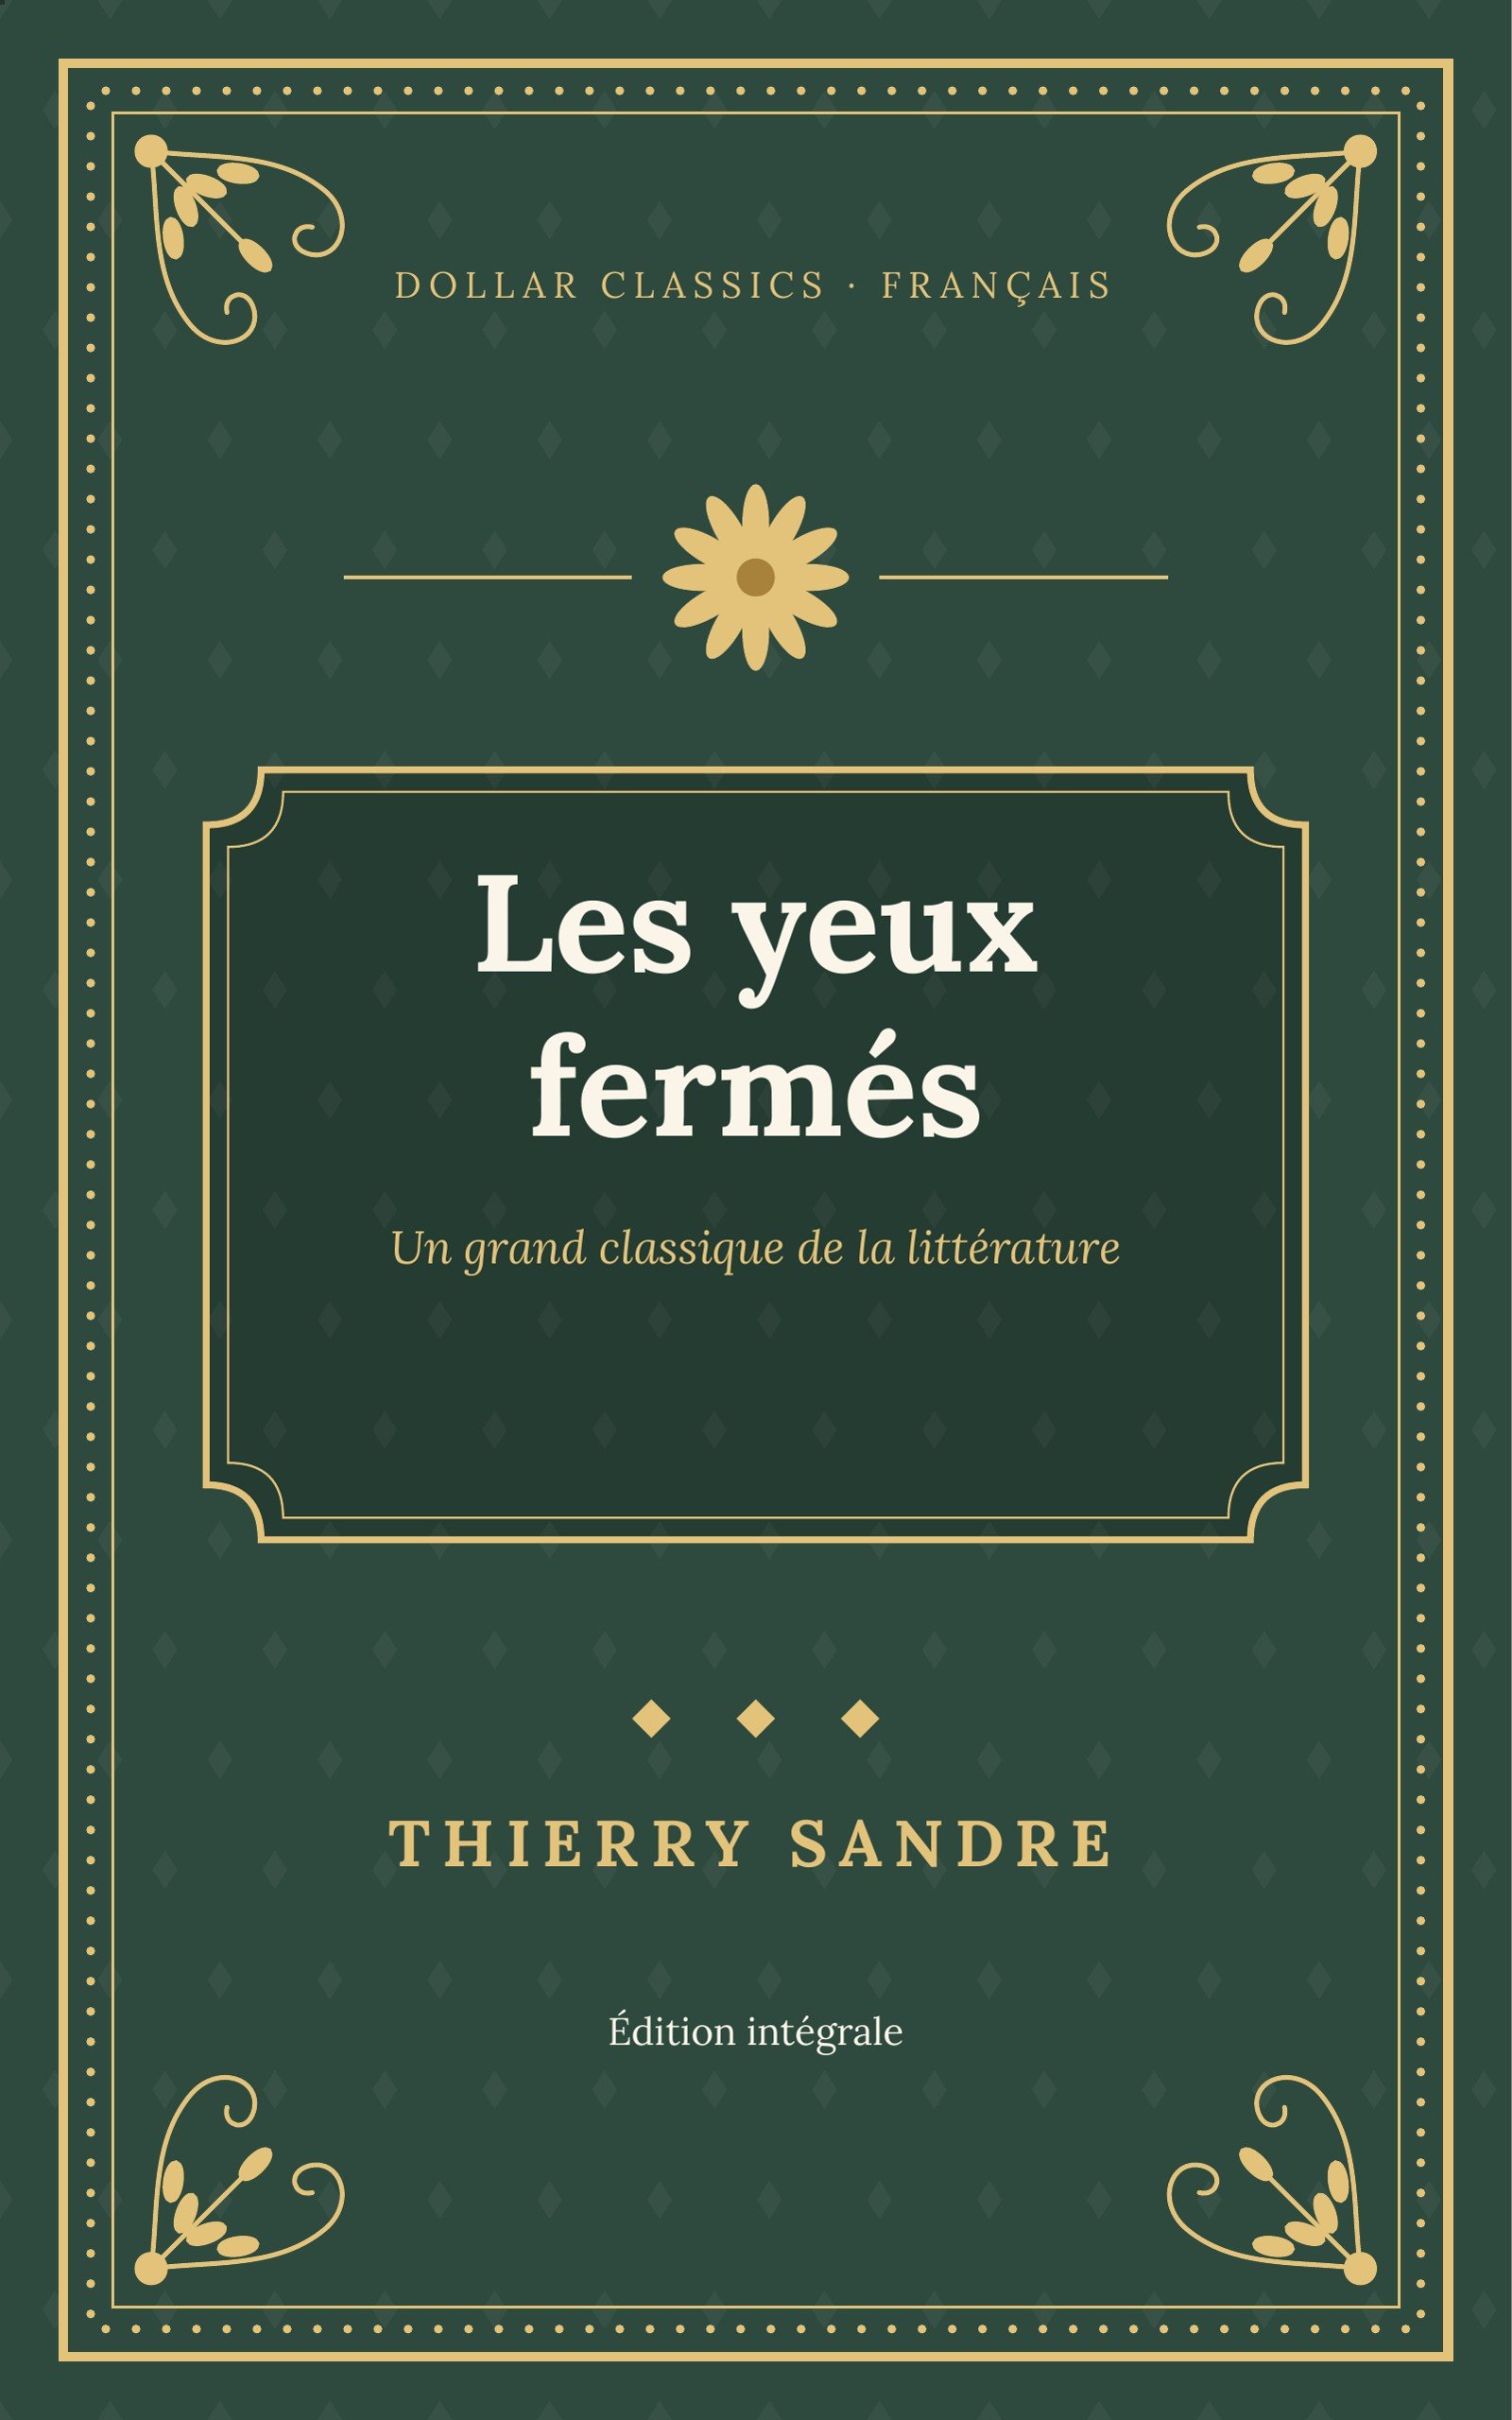 DOLLAR CLASSICS · FRANÇAIS
Les yeux
fermés
Un grand classique de la littérature
THIERRY SANDRE
Édition intégrale